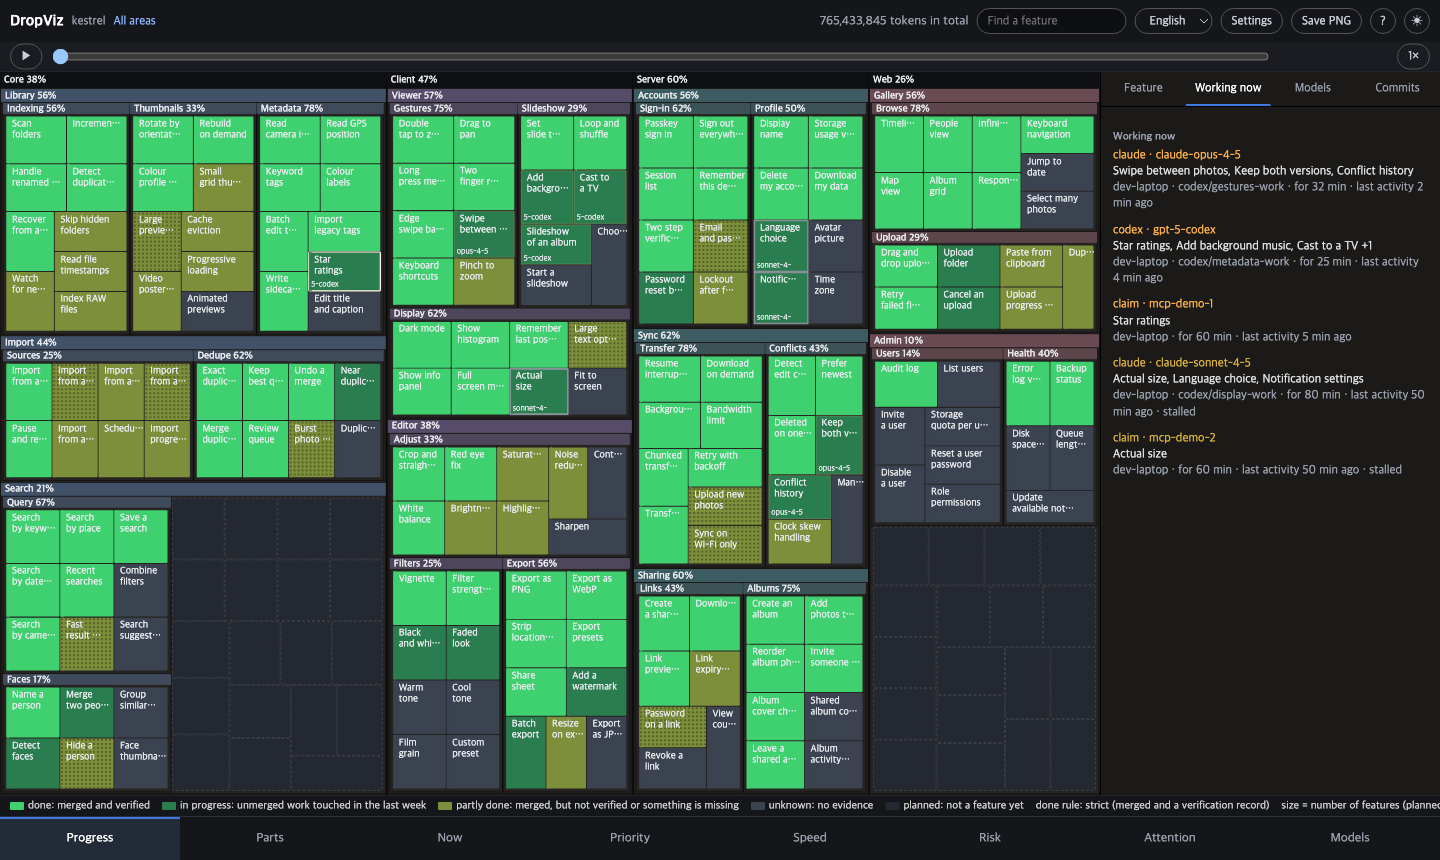 DropViz kestrel All areas 765,433,845 tokens in total Find a feature English Settings Save PNG ?
1×
Core 38%
Library 56%
Indexing 56%
Scan folders
Incremen···
Handle renamed ···
Detect duplicat···
Recover from a···
Skip hidden folders
Read file timestamps
Watch for ne···
Index RAW files
Thumbnails 33%
Rotate by orientat···
Rebuild on demand
Colour profile ···
Small grid thu···
Large previe···
Cache eviction
Progressive loading
Video poster···
Animated previews
Metadata 78%
Read camera i···
Read GPS position
Keyword tags
Colour labels
Batch edit t···
Import legacy tags
Star ratings
5-codex
Write sideca···
Edit title and caption
Import 44%
Sources 25%
Import from a···
Import from a···
Import from a···
Import from a···
Pause and re···
Import from a···
Schedu···
Import progre···
Dedupe 62%
Exact duplic···
Keep best q···
Undo a merge
Near duplic···
Merge duplic···
Review queue
Burst photo ···
Duplic···
Search 21%
Query 67%
Search by keyw···
Search by place
Save a search
Search by date···
Recent searches
Combine filters
Search by came···
Fast result ···
Search suggest···
Faces 17%
Name a person
Merge two peo···
Group similar···
Detect faces
Hide a person
Face thumbna···
Client 47%
Viewer 57%
Gestures 75%
Double tap to z···
Drag to pan
Long press me···
Two finger r···
Edge swipe ba···
Swipe between ···
opus-4-5
Keyboard shortcuts
Pinch to zoom
Slideshow 29%
Set slide t···
Loop and shuffle
Add backgro···
5-codex
Cast to a TV
5-codex
Slideshow of an album
5-codex
Choo···
Start a slideshow
Display 62%
Dark mode
Show histogram
Remember last pos···
Large text opt···
Show info panel
Full screen m···
Actual size
sonnet-4-
Fit to screen
Editor 38%
Adjust 33%
Crop and straigh···
Red eye fix
Saturat···
Noise redu···
Cont···
White balance
Brightn···
Highlig···
Sharpen
Filters 25%
Vignette
Filter strengt···
Black and whi···
Faded look
Warm tone
Cool tone
Film grain
Custom preset
Export 56%
Export as PNG
Export as WebP
Strip location···
Export presets
Share sheet
Add a watermark
Batch export
Resize on ex···
Export as JP···
Server 60%
Accounts 56%
Sign-in 62%
Passkey sign in
Sign out everywh···
Session list
Remember this de···
Two step verific···
Email and pas···
Password reset b···
Lockout after f···
Profile 50%
Display name
Storage usage v···
Delete my acco···
Download my data
Language choice
sonnet-4-
Avatar picture
Notific···
sonnet-4-
Time zone
Sync 62%
Transfer 78%
Resume interrup···
Download on demand
Backgrou···
Bandwidth limit
Chunked transf···
Retry with backoff
Upload new photos
Transf···
Sync on Wi-Fi only
Conflicts 43%
Detect edit c···
Prefer newest
Deleted on one···
Keep both v···
opus-4-5
Conflict history
opus-4-5
Man···
Clock skew handling
Sharing 60%
Links 43%
Create a shar···
Downlo···
Link previe···
Link expiry···
Password on a link
View cou···
Revoke a link
Albums 75%
Create an album
Add photos t···
Reorder album ph···
Invite someone ···
Album cover ch···
Shared album co···
Leave a shared a···
Album activity···
Web 26%
Gallery 56%
Browse 78%
Timeli···
People view
Infini···
Keyboard navigation
Jump to date
Map view
Album grid
Respon···
Select many photos
Upload 29%
Drag and drop uplo···
Upload folder
Paste from clipboard
Dup···
Retry failed fi···
Cancel an upload
Upload progress ···
Admin 10%
Users 14%
Audit log
List users
Invite a user
Storage quota per u···
Reset a user password
Disable a user
Role permissions
Health 40%
Error log v···
Backup status
Disk space···
Queue lengt···
Update available not···
Feature Working now Models Commits
Working now
claude · claude-opus-4-5
Swipe between photos, Keep both versions, Conflict history
dev-laptop · codex/gestures-work · for 32 min · last activity 2
min ago
codex · gpt-5-codex
Star ratings, Add background music, Cast to a TV +1
dev-laptop · codex/metadata-work · for 25 min · last activity
4 min ago
claim · mcp-demo-1
Star ratings
dev-laptop · for 60 min · last activity 5 min ago
claude · claude-sonnet-4-5
Actual size, Language choice, Notification settings
dev-laptop · codex/display-work · for 80 min · last activity 50
min ago · stalled
claim · mcp-demo-2
Actual size
dev-laptop · for 60 min · last activity 50 min ago · stalled
done: merged and verified in progress: unmerged work touched in the last week partly done: merged, but not verified or something is missing unknown: no evidence planned: not a feature yet done rule: strict (merged and a verification record) size = number of features (planned
Progress Parts Now Priority Speed Risk Attention Models